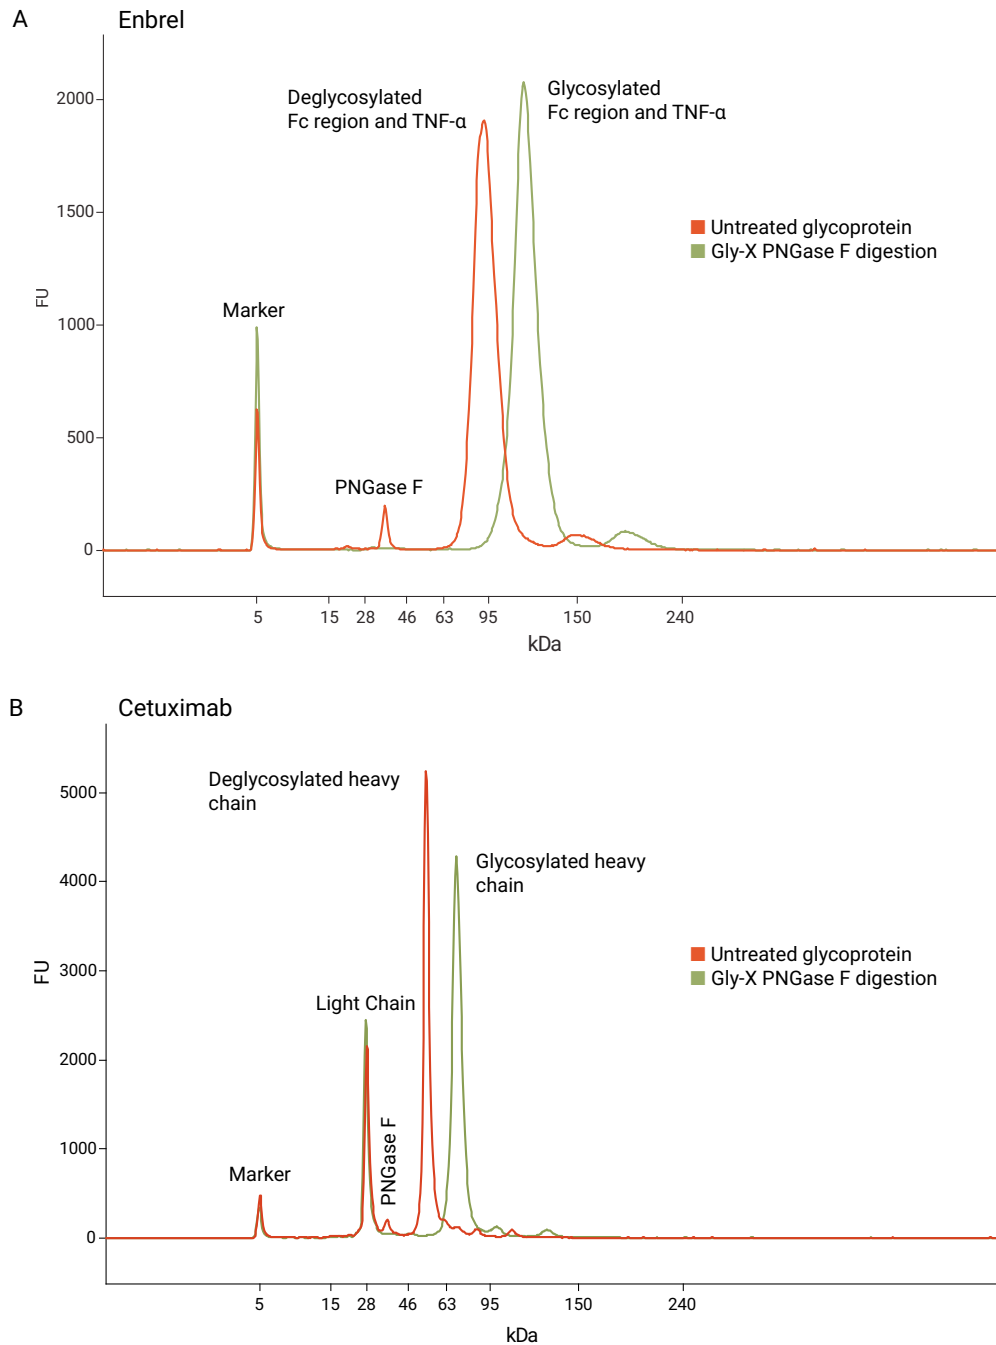 A
Enbrel
Deglycosylated
Fc region and TNF-α
Glycosylated
Fc region and TNF-α
2000
1500
1000
500
0
FU
Untreated glycoprotein
Gly-X PNGase F digestion
Marker
PNGase F
5 15 28 46 63 95 150 240
kDa
B
Cetuximab
Deglycosylated heavy
chain
Glycosylated heavy
chain
5000
4000
3000
2000
1000
0
FU
Untreated glycoprotein
Gly-X PNGase F digestion
Light Chain
PNGase F
Marker
5 15 28 46 63 95 150 240
kDa